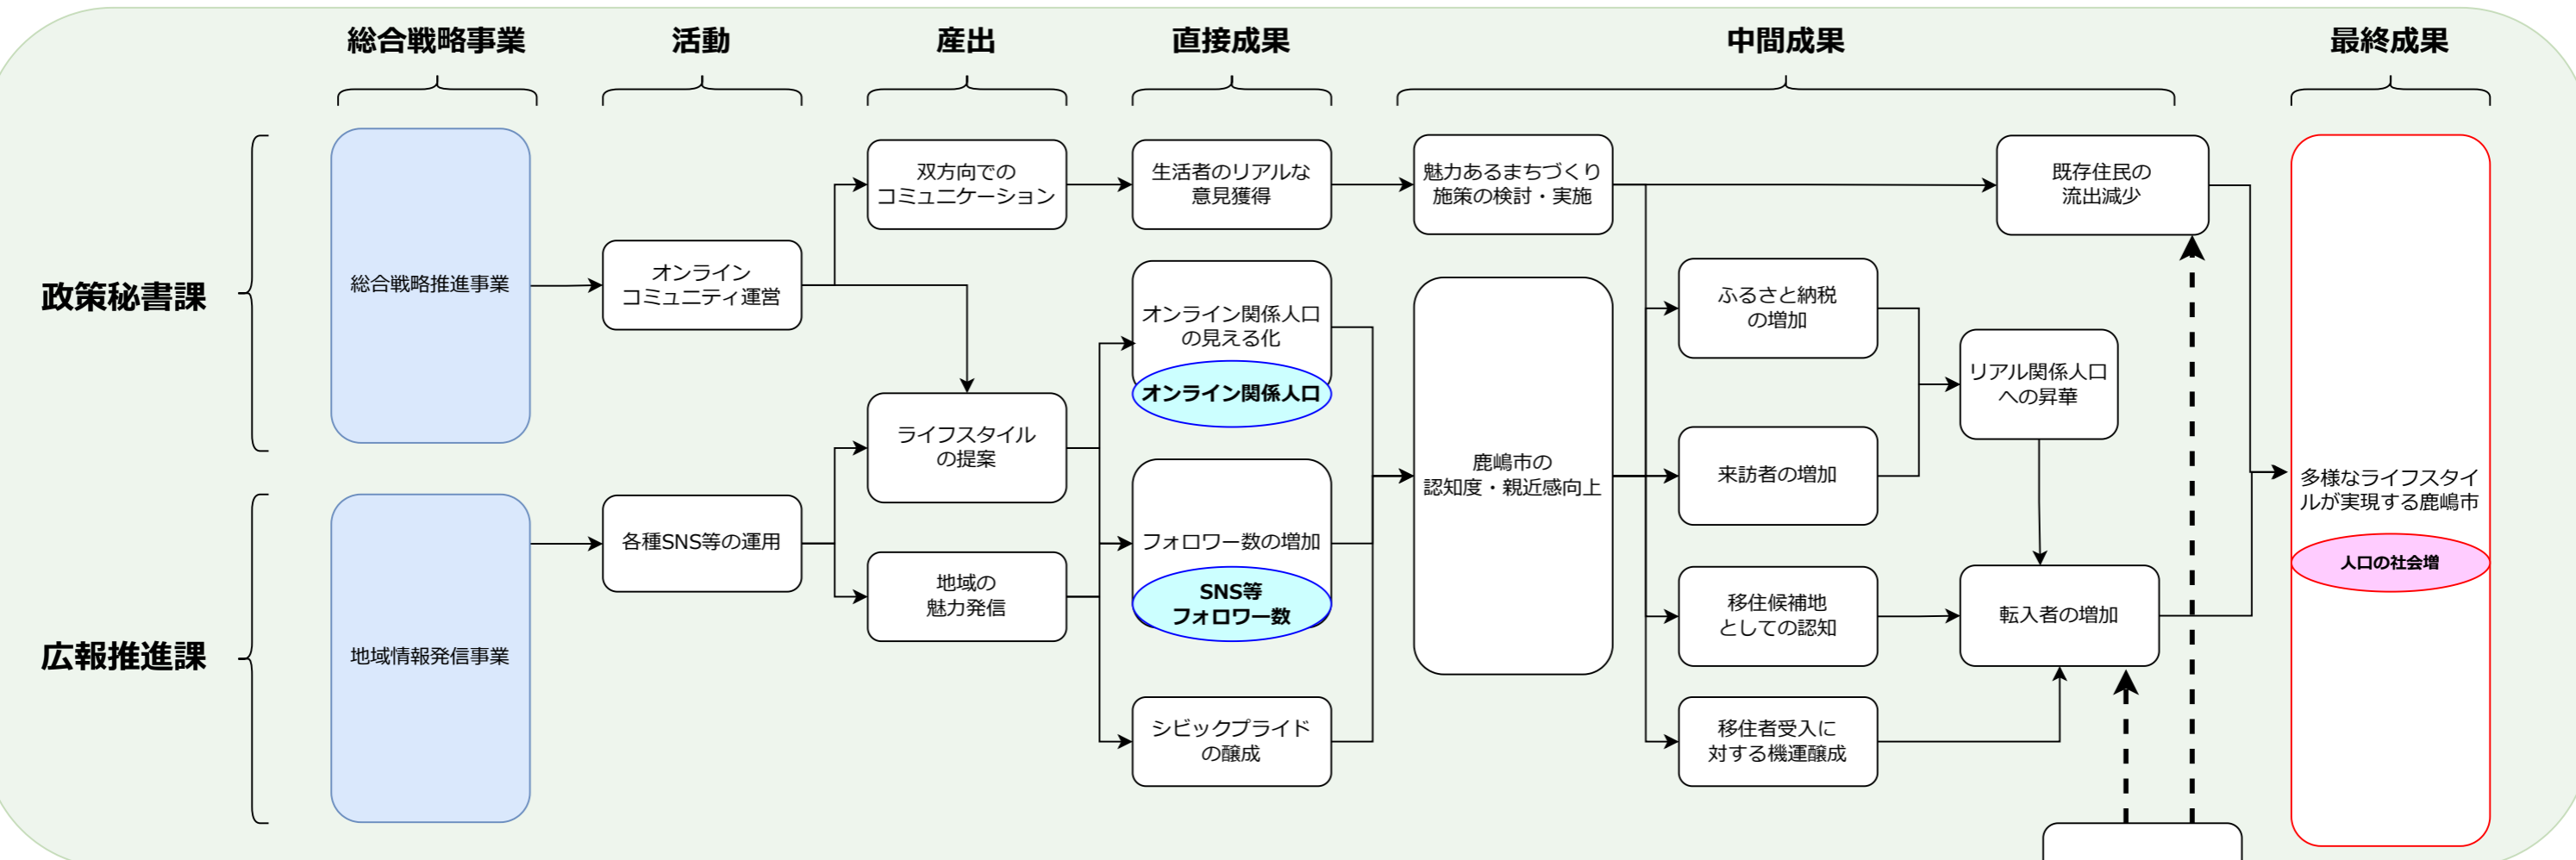 総合戦略事業
活動
産出
直接成果
中間成果
最終成果
政策秘書課
広報推進課
総合戦略推進事業
地域情報発信事業
オンライン
コミュニティ運営
各種SNS等の運用
双方向での
コミュニケーション
ライフスタイル
の提案
地域の
魅力発信
生活者のリアルな
意見獲得
オンライン関係人口
の見える化
オンライン関係人口
フォロワー数の増加
SNS等
フォロワー数
シビックプライド
の醸成
魅力あるまちづくり
施策の検討・実施
鹿嶋市の
認知度・親近感向上
ふるさと納税
の増加
来訪者の増加
移住候補地
としての認知
移住者受入に
対する機運醸成
既存住民の
流出減少
リアル関係人口
への昇華
転入者の増加
多様なライフスタイ
ルが実現する鹿嶋市
人口の社会増